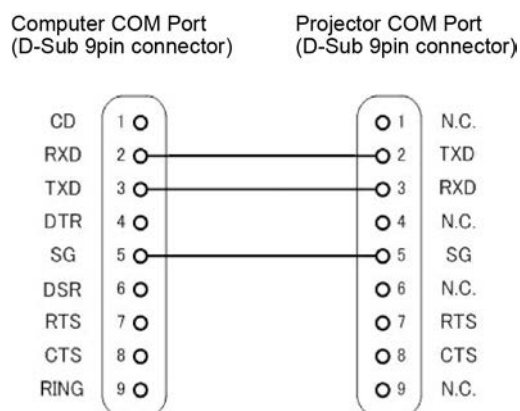 Computer COM Port
(D-Sub 9pin connector)
Projector COM Port
(D-Sub 9pin connector)
CD 1 1 N.C.
RXD 2 2 TXD
TXD 3 3 RXD
DTR 4 4 N.C.
SG 5 5 SG
DSR 6 6 N.C.
RTS 7 7 RTS
CTS 8 8 CTS
RING 9 9 N.C.